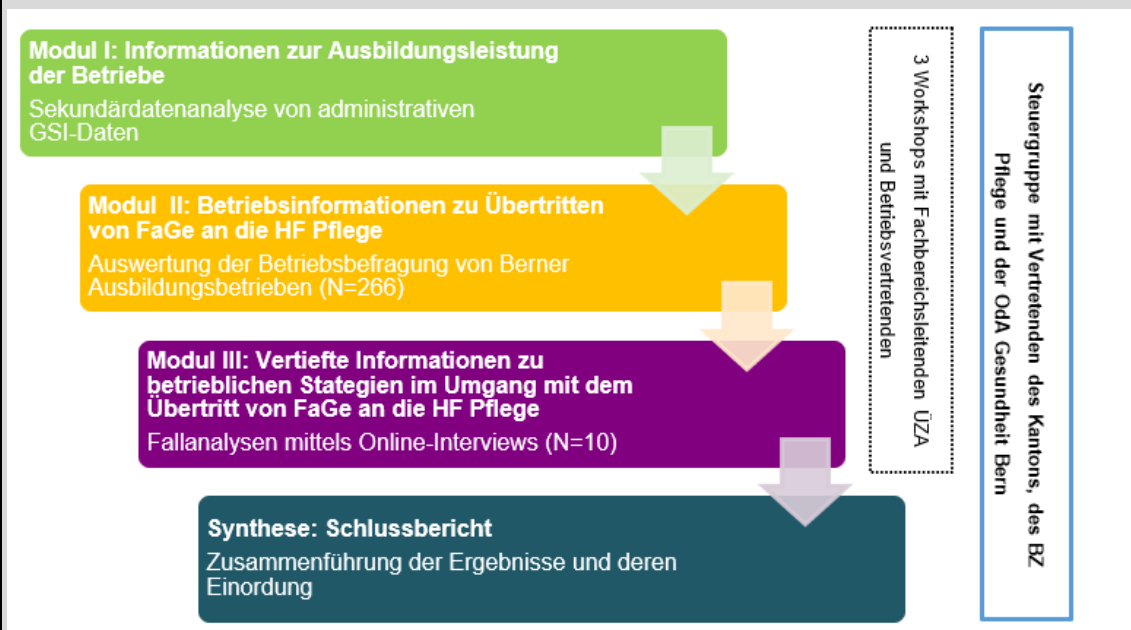 Modul I: Informationen zur Ausbildungsleistung
der Betriebe
Sekundärdatenanalyse von administrativen
GSI-Daten
Modul II: Betriebsinformationen zu Übertritten
von FaGe an die HF Pflege
Auswertung der Betriebsbefragung von Berner
Ausbildungsbetrieben (N=266)
Modul III: Vertiefte Informationen zu
betrieblichen Stategien im Umgang mit dem
Übertritt von FaGe an die HF Pflege
Fallanalysen mittels Online-Interviews (N=10)
Synthese: Schlussbericht
Zusammenführung der Ergebnisse und deren
Einordung
3 Workshops mit Fachbereichsleitenden ÜZA
und Betriebsvertretenden
Steuergruppe mit Vertretenden des Kantons, des BZ
Pflege und der OdA Gesundheit Bern